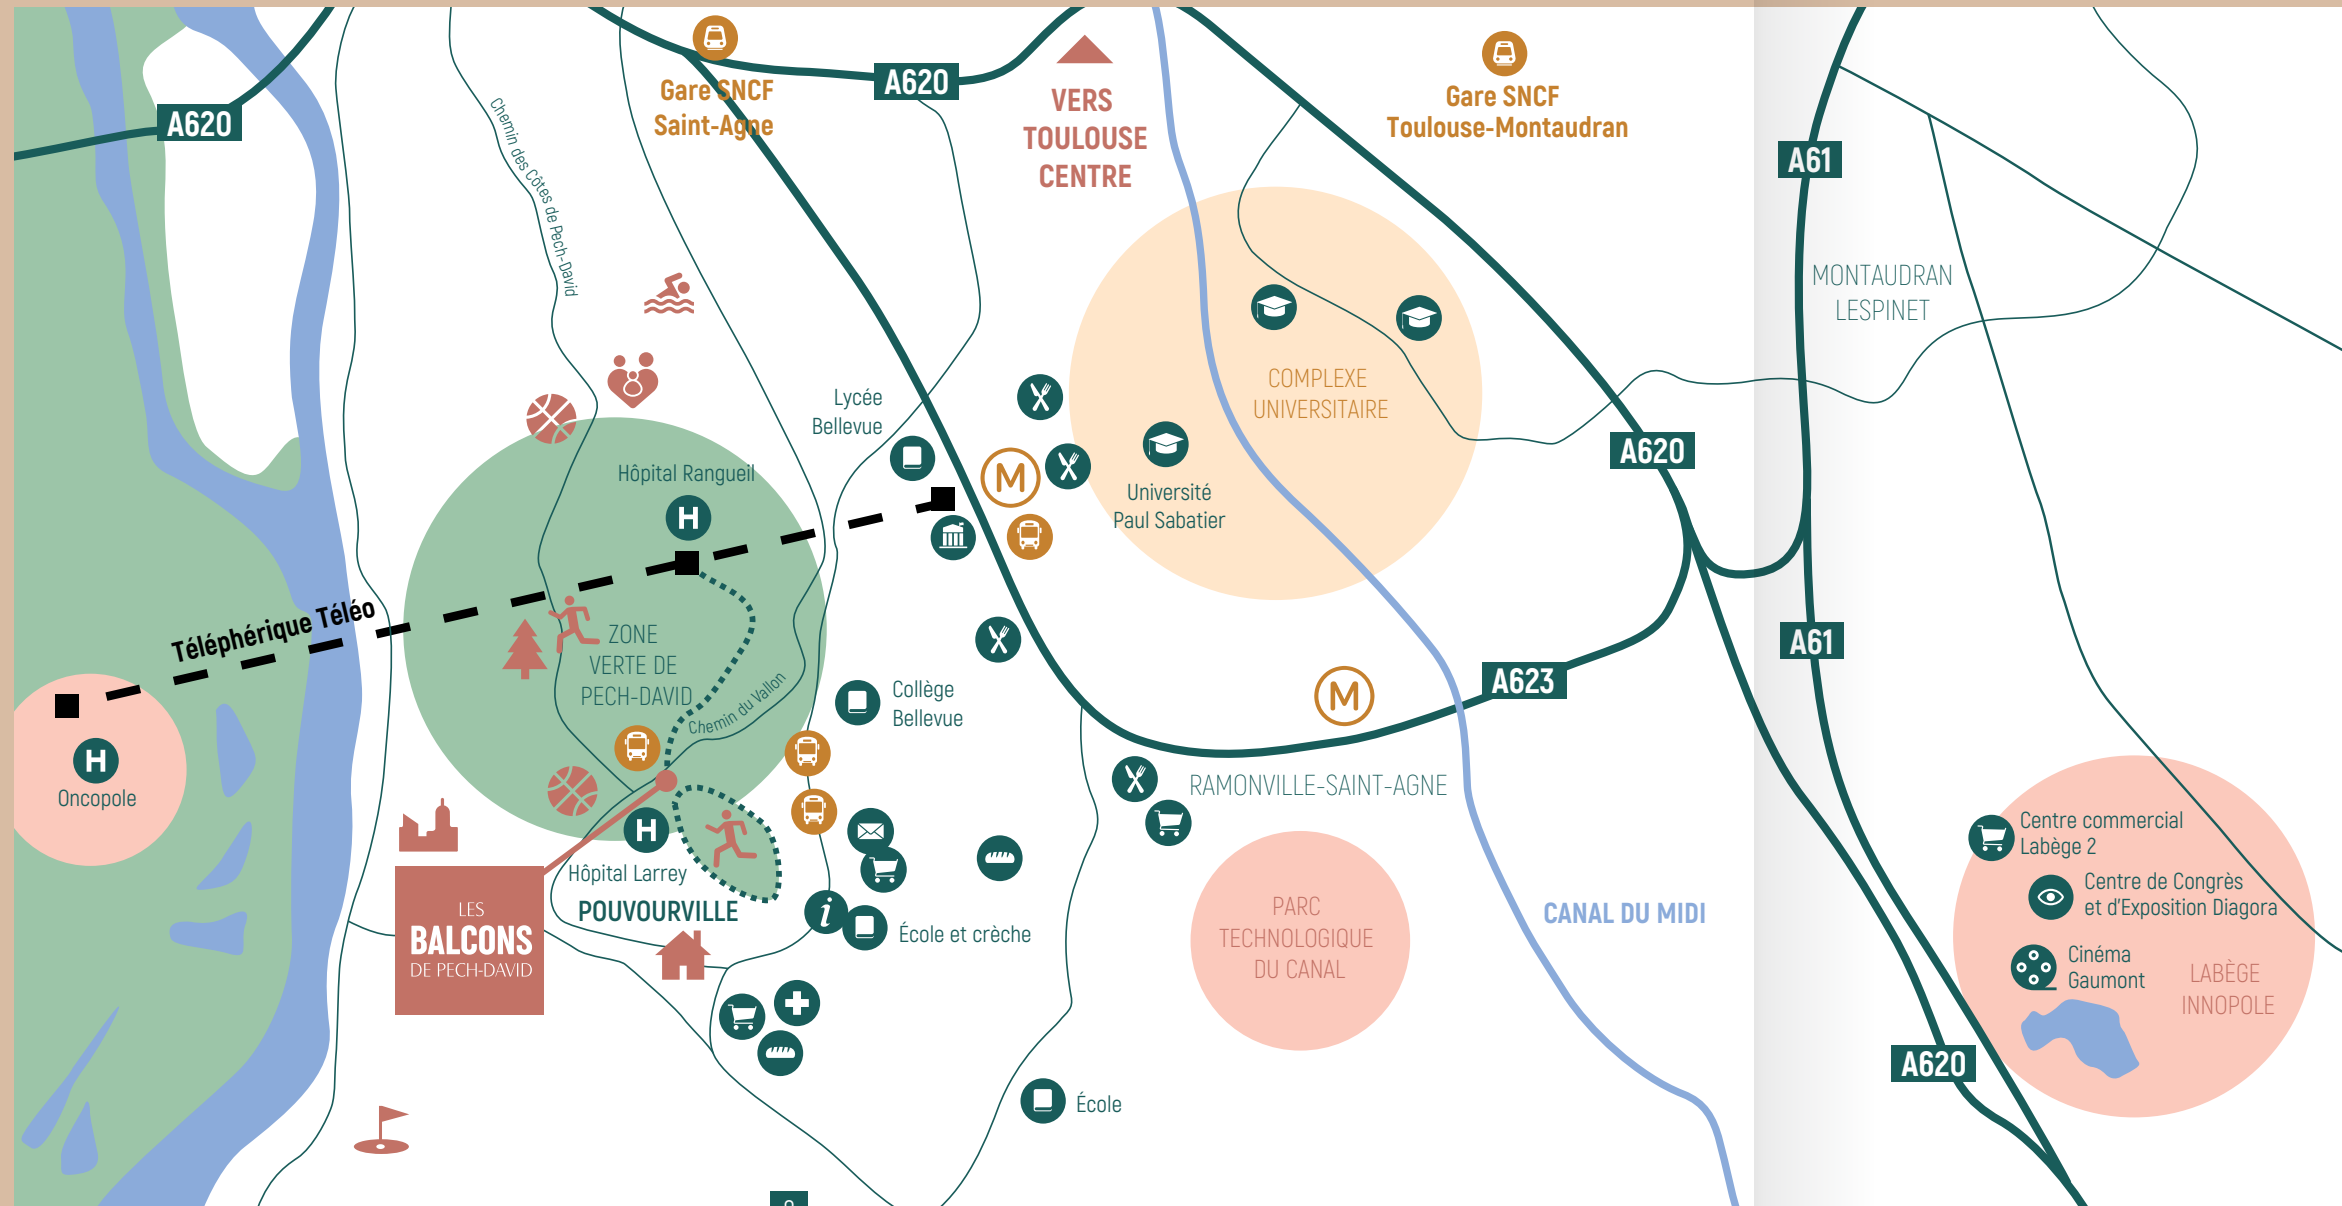 A620
Gare SNCF
Saint-Agne
A620
VERS
TOULOUSE
CENTRE
Gare SNCF
Toulouse-Montaudran
A61
Chemin des Côtes de Pech-David
MONTAUDRAN
LESPINET
COMPLEXE
UNIVERSITAIRE
Lycée
Bellevue
Hôpital Rangueil
H
M
Université
Paul Sabatier
A620
Téléphérique Téléo
ZONE
VERTE DE
PECH-DAVID
Chemin du Vallon
Collège
Bellevue
M
A623
A61
H
Oncopole
RAMONVILLE-SAINT-AGNE
H
Hôpital Larrey
POUVOURVILLE
LES
BALCONS
DE PECH-DAVID
i
École et crèche
PARC
TECHNOLOGIQUE
DU CANAL
CANAL DU MIDI
Centre commercial
Labège 2
Centre de Congrès
et d'Exposition Diagora
Cinéma
Gaumont
LABÈGE
INNOPOLE
A620
École